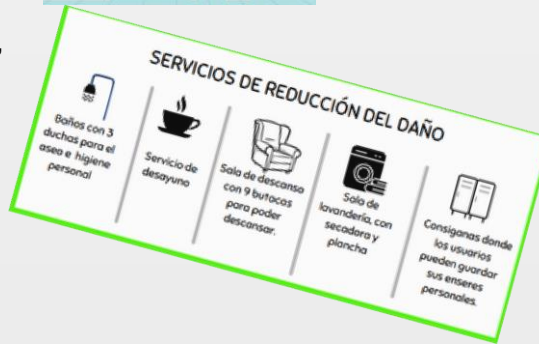 SERVICIOS DE REDUCCIÓN DEL DAÑO
Baños con 3
duchas para el
aseo e higiene
personal
Servicio de
desayuno
Sala de descanso
con 9 butacas
para poder
descansar.
Sala de
lavandería, con
secadora y
plancha
Consiganas donde
los usuarios
pueden guardar
sus enseres
personales.